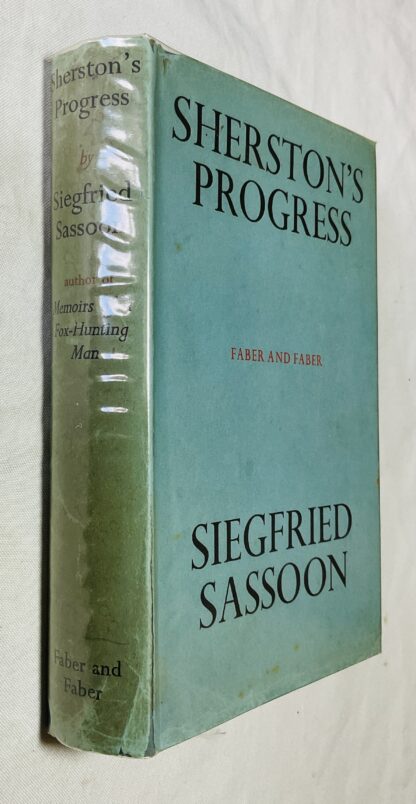 Sherston's
Progress
by
Siegfried
Sassoon
author of
Memoirs of a
Fox-Hunting
Man
Faber and
Faber
SHERSTON'S
PROGRESS
FABER AND FABER
SIEGFRIED
SASSOON